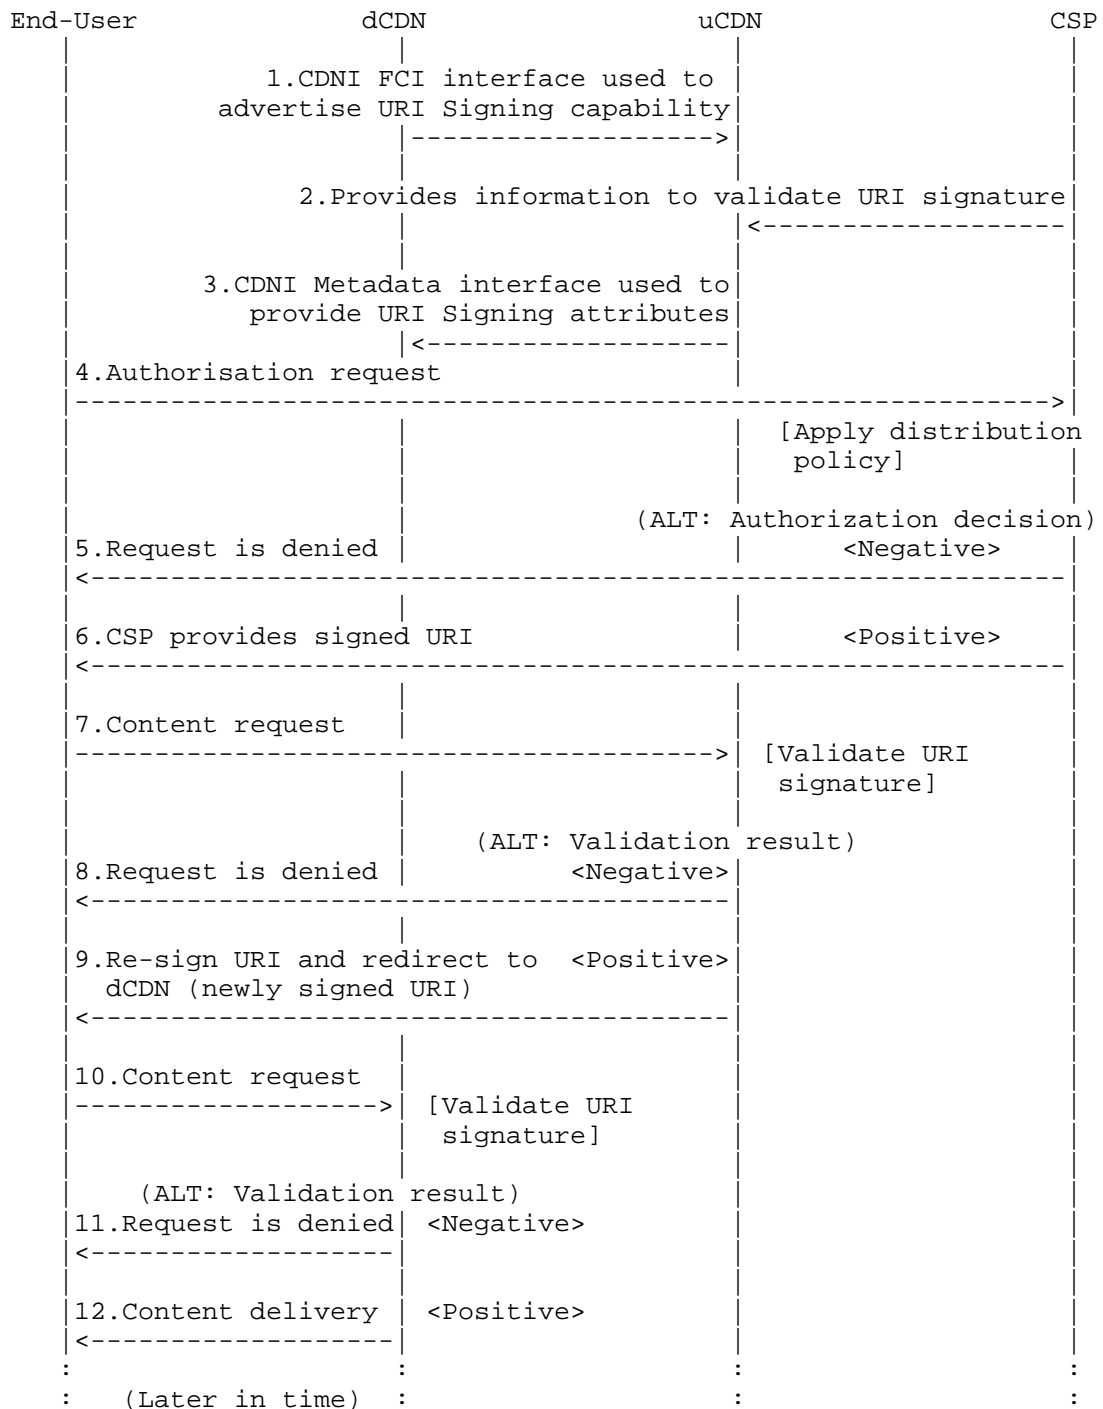 End-User dCDN uCDN CSP
1.CDNI FCI interface used to
advertise URI Signing capability
2.Provides information to validate URI signature
3.CDNI Metadata interface used to
provide URI Signing attributes
4.Authorisation request
[Apply distribution
policy]
(ALT: Authorization decision)
5.Request is denied <Negative>
6.CSP provides signed URI <Positive>
7.Content request
[Validate URI
signature]
(ALT: Validation result)
8.Request is denied <Negative>
9.Re-sign URI and redirect to <Positive>
dCDN (newly signed URI)
10.Content request
[Validate URI
signature]
(ALT: Validation result)
11.Request is denied <Negative>
12.Content delivery <Positive>
: : : :
: (Later in time) : : :